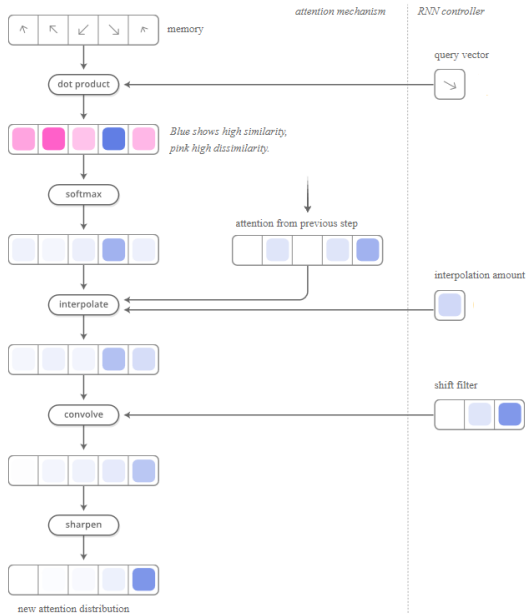 attention mechanism
RNN controller
memory
query vector
dot product
Blue shows high similarity,
pink high dissimilarity.
softmax
attention from previous step
interpolation amount
interpolate
shift filter
convolve
sharpen
new attention distribution